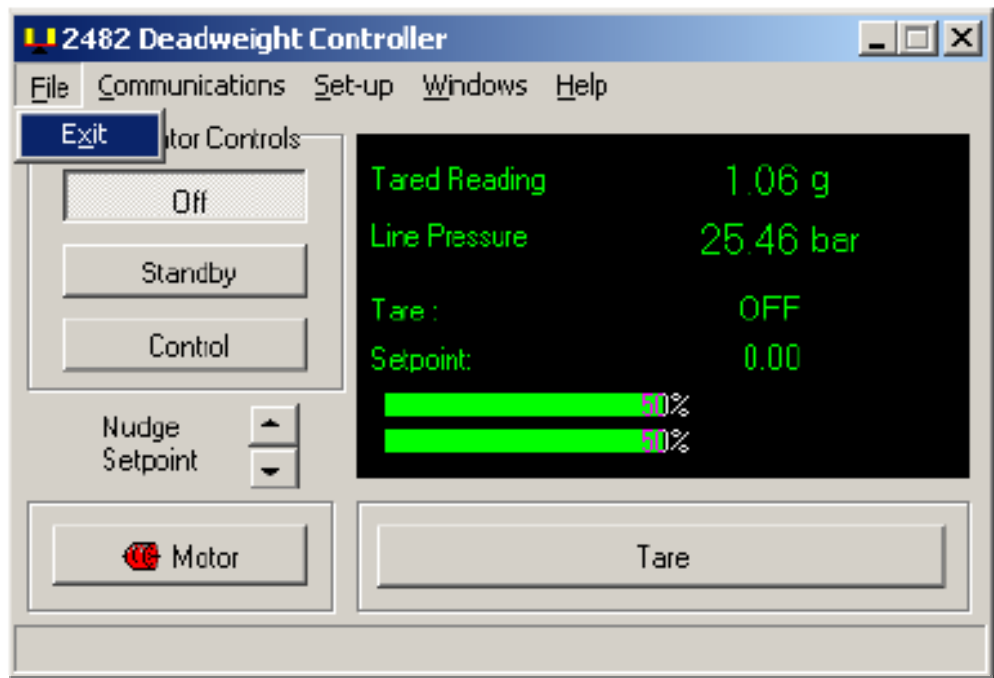 2482 Deadweight Controller
File Communications Set-up Windows Help
Exit
Controls
Off
Standby
Control
Tared Reading 1.06 g
Line Pressure 25.46 bar
Tare : OFF
Setpoint: 0.00
50%
50%
Nudge
Setpoint
Motor
Tare